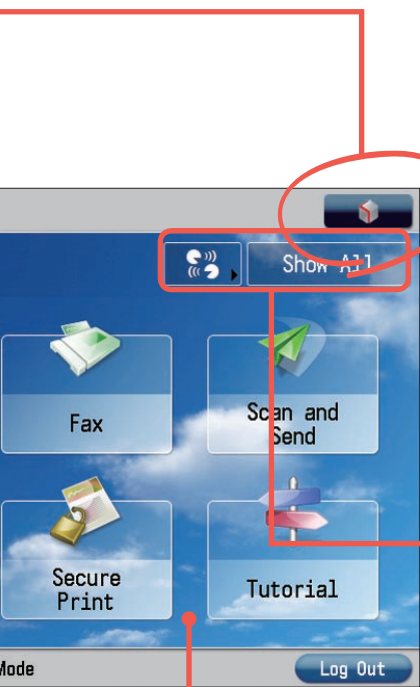 Show All
Fax
Scan and
Send
Secure
Print
Tutorial
Mode
Log Out